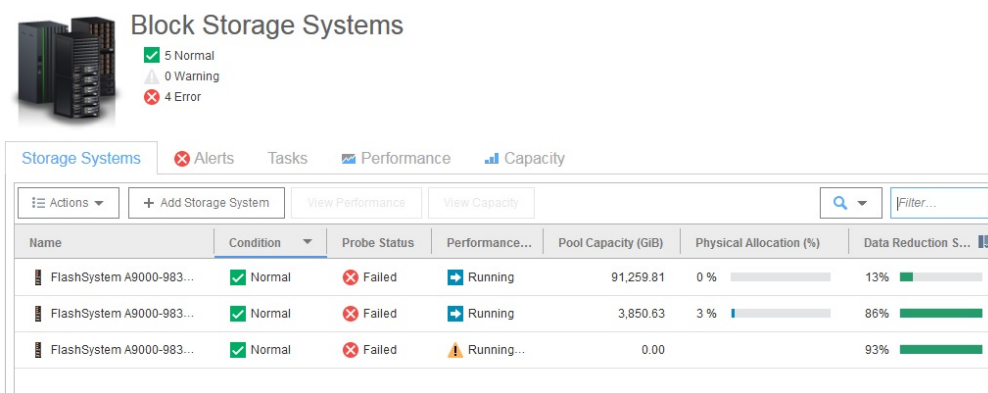 Block Storage Systems
5 Normal
0 Warning
4 Error
Storage Systems Alerts Tasks Performance Capacity
Actions + Add Storage System View Performance View Capacity Filter...
Name Condition Probe Status Performance... Pool Capacity (GiB) Physical Allocation (%) Data Reduction S...
FlashSystem A9000-983... Normal Failed Running 91,259.81 0 % 13%
FlashSystem A9000-983... Normal Failed Running 3,850.63 3 % 86%
FlashSystem A9000-983... Normal Failed Running... 0.00 93%